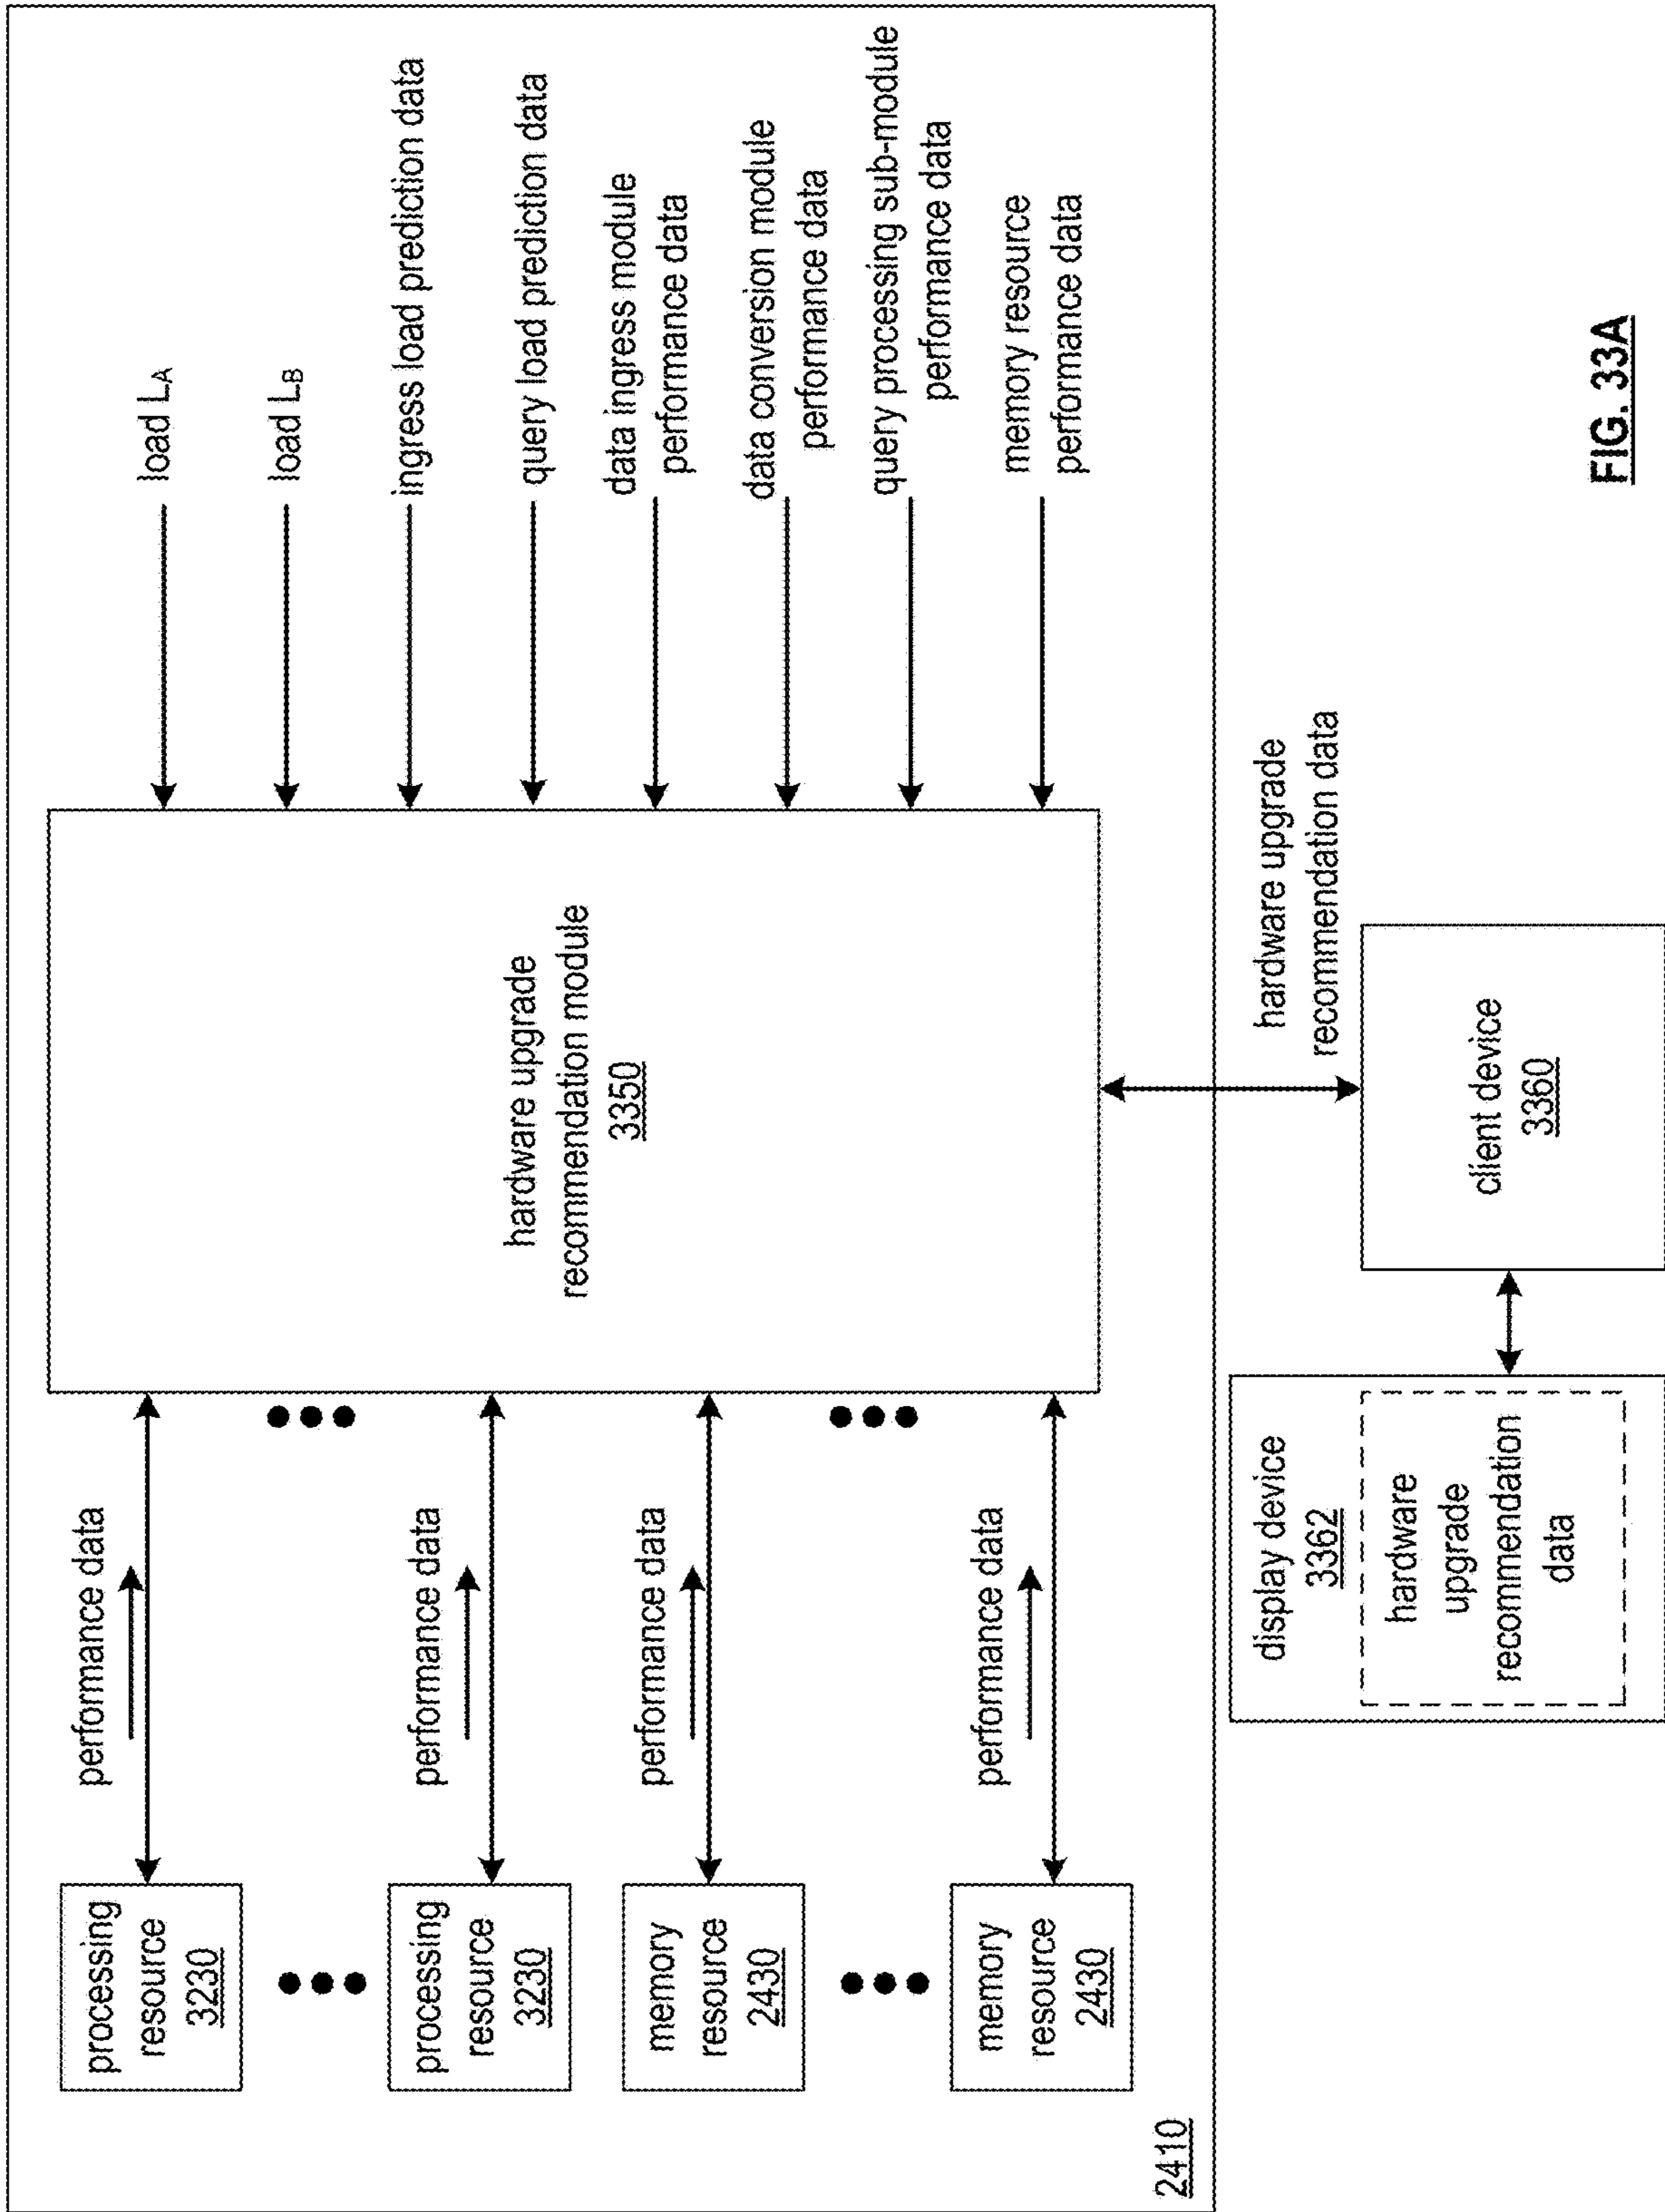 processing
resource
3230
processing
resource
3230
memory
resource
2430
memory
resource
2430
performance data
performance data
performance data
performance data
hardware upgrade
recommendation module
3350
load LA
load LB
ingress load prediction data
query load prediction data
data ingress module
performance data
data conversion module
performance data
query processing sub-module
performance data
memory resource
performance data
2410
hardware upgrade
recommendation data
display device
3362
hardware
upgrade
recommendation
data
client device
3360
FIG. 33A